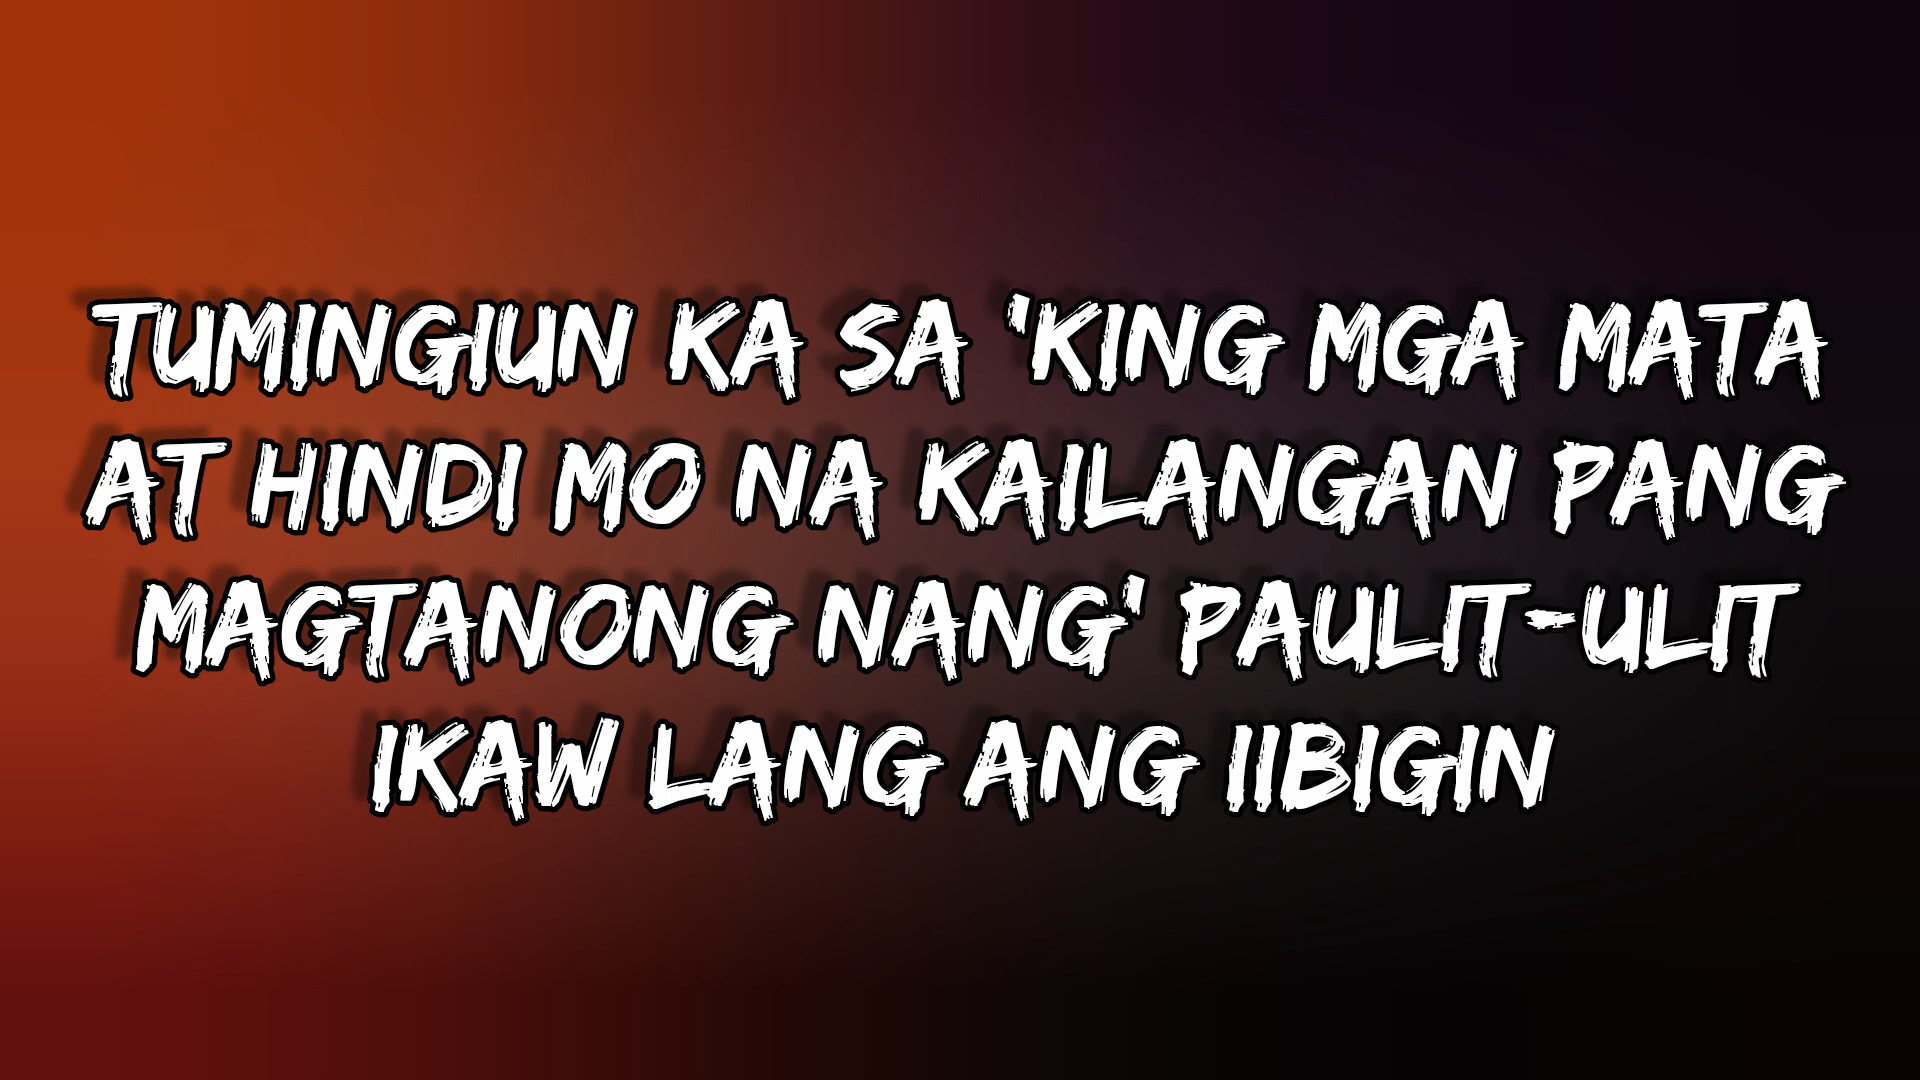 TUMINGIUN KA SA 'KING MGA MATA
AT HINDI MO NA KAILANGAN PANG
MAGTANONG NANG' PAULIT-ULIT
IKAW LANG ANG IIBIGIN